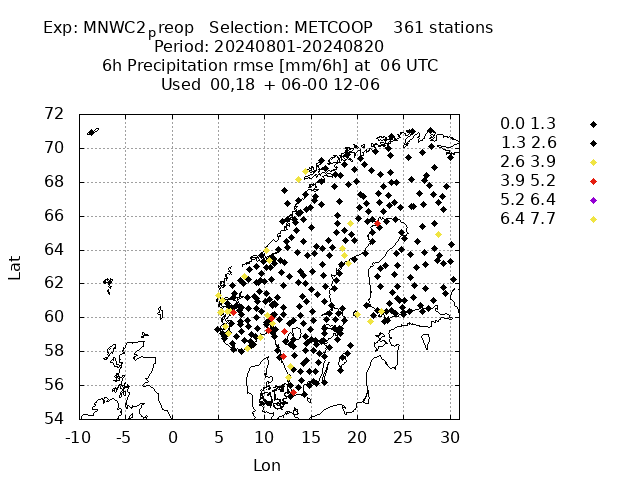 Exp: MNWC2preop Selection: METCOOP 361 stations
Period: 20240801-20240820
6h Precipitation rmse [mm/6h] at 06 UTC
Used 00,18 + 06-00 12-06
72
70
68
66
64
62
60
58
56
54
Lat
-10 -5 0 5 10 15 20 25 30
Lon
0.0 1.3
1.3 2.6
2.6 3.9
3.9 5.2
5.2 6.4
6.4 7.7